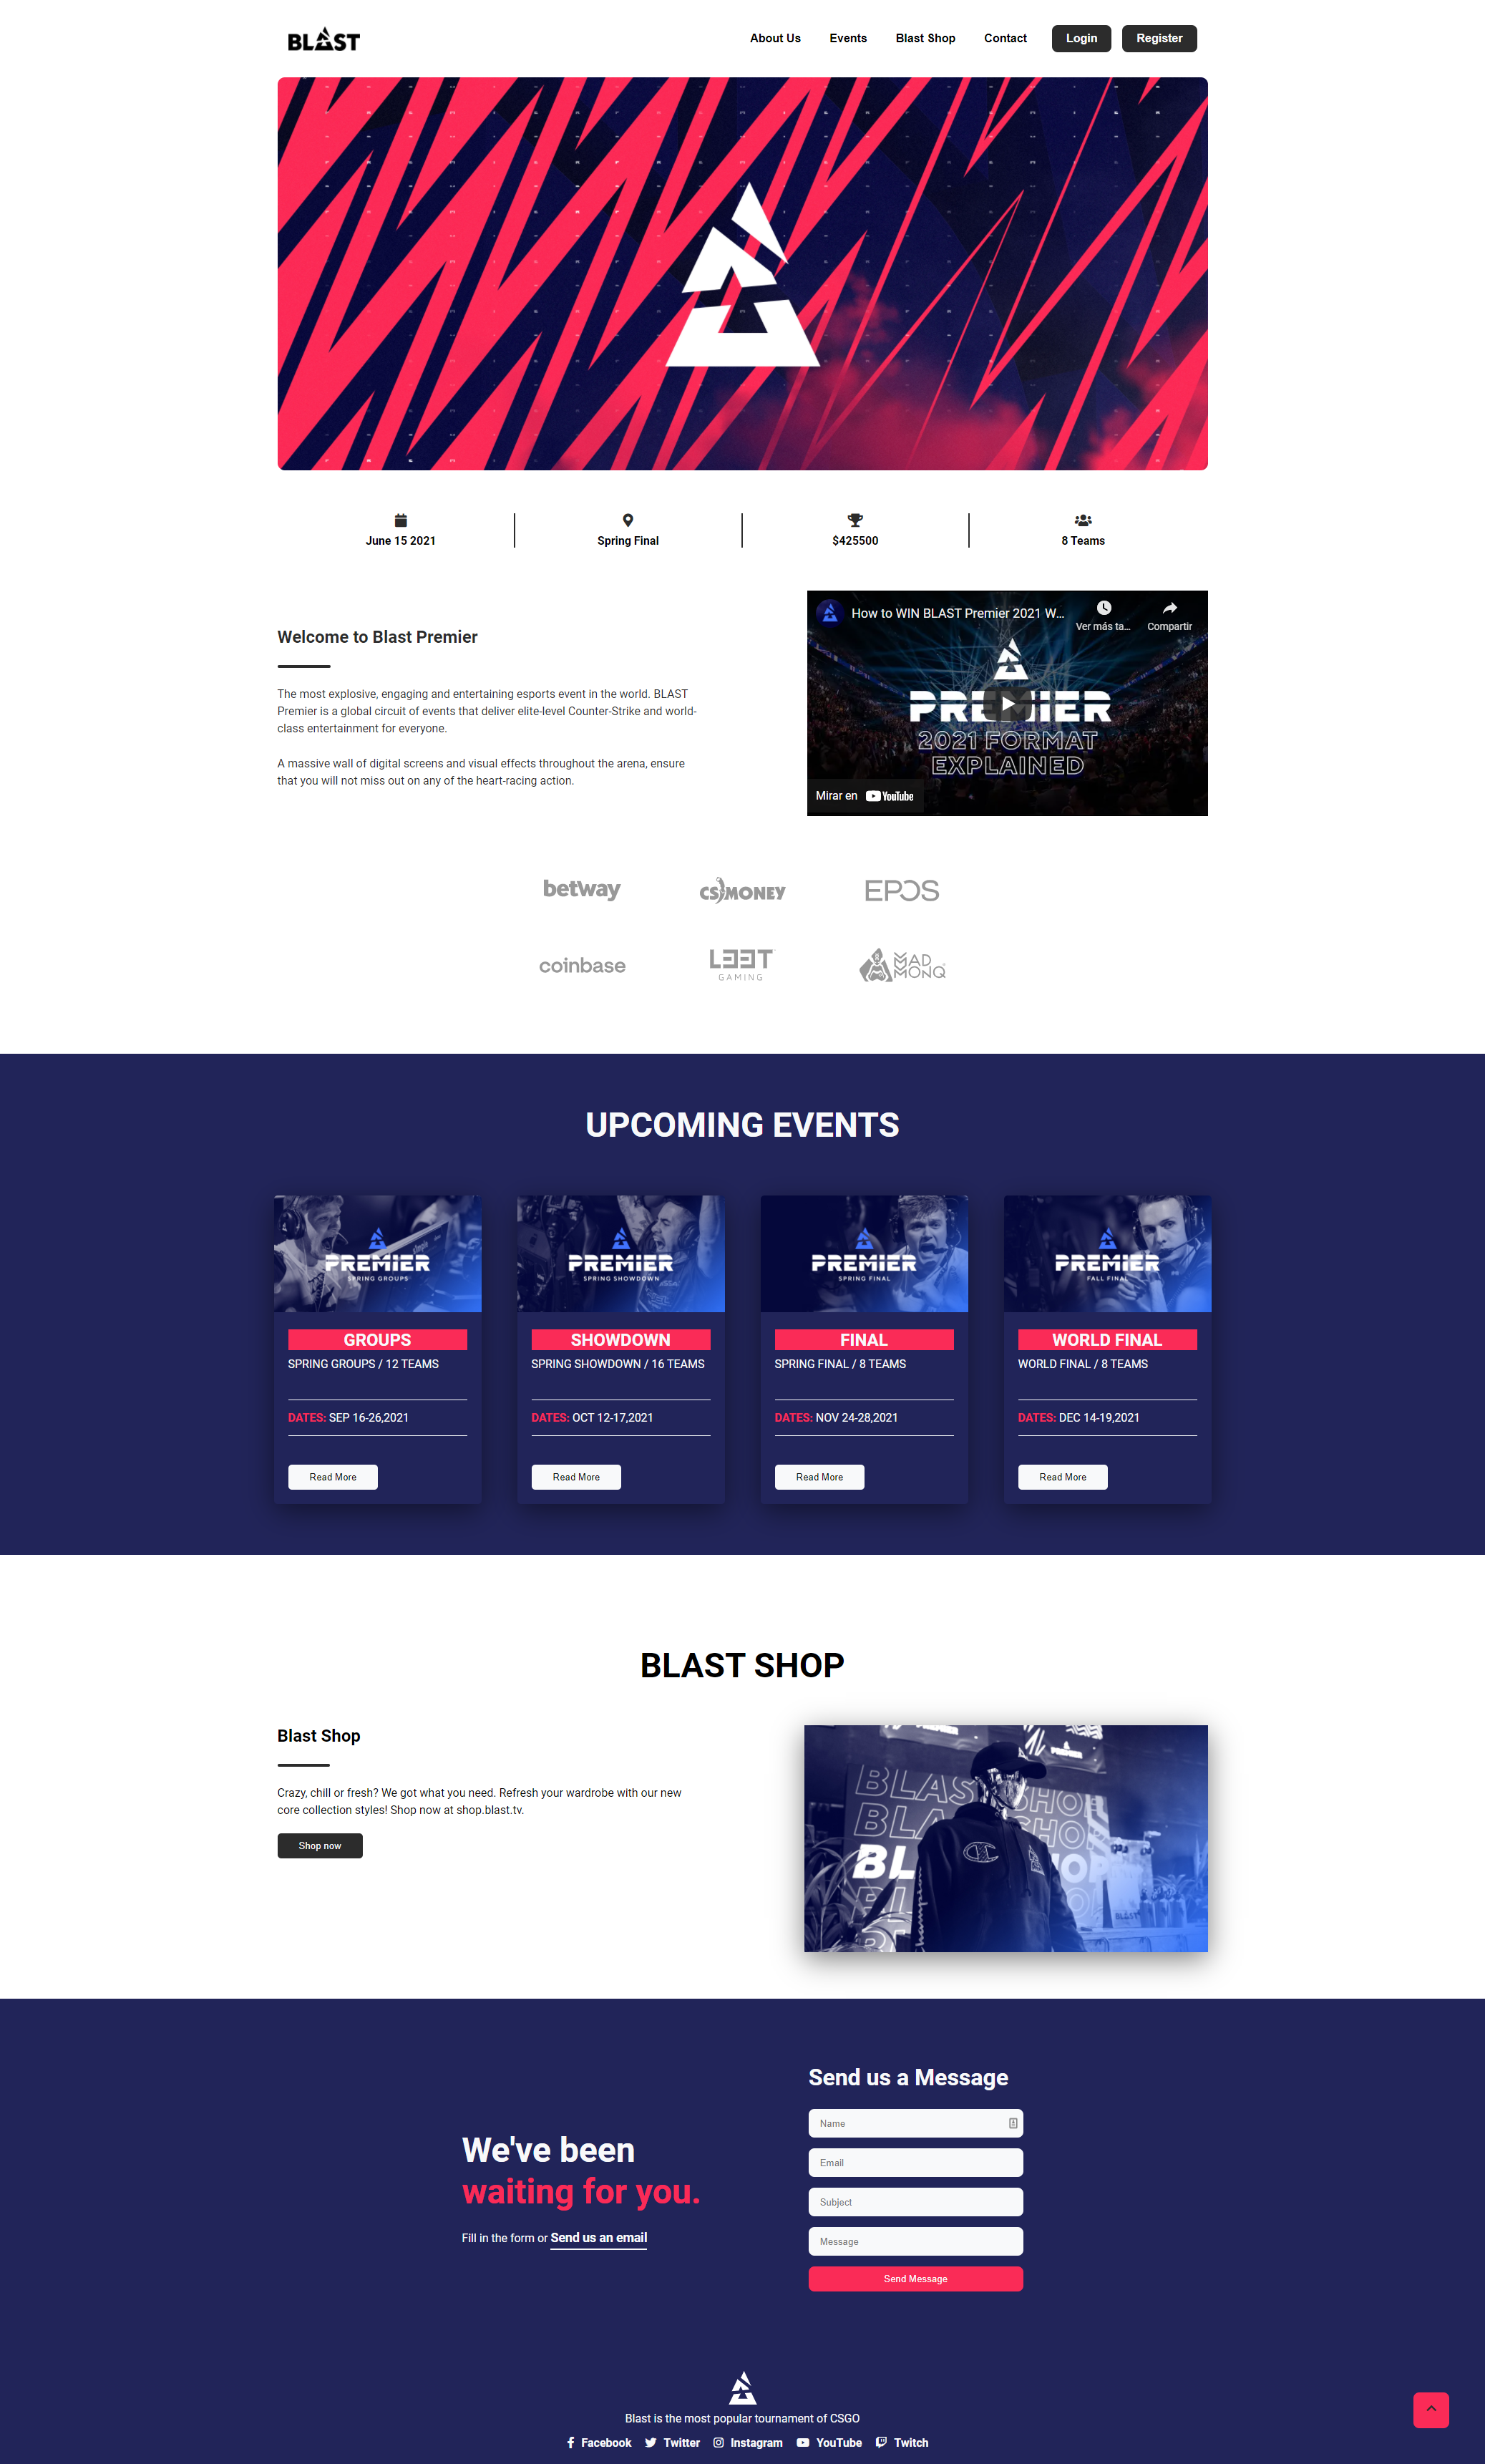 BLAST
About Us
Events
Blast Shop
Contact
Login
Register
June 15 2021
Spring Final
$425500
8 Teams
Welcome to Blast Premier
The most explosive, engaging and entertaining esports event in the world. BLAST
Premier is a global circuit of events that deliver elite-level Counter-Strike and world-
class entertainment for everyone.
A massive wall of digital screens and visual effects throughout the arena, ensure
that you will not miss out on any of the heart-racing action.
How to WIN BLAST Premier 2021 W...
Ver más ta...
Compartir
PREMIER
2021 FORMAT
EXPLAINED
Mirar en YouTube
betway
CS MONEY
EPOS
coinbase
L33T
GAMING
MAD
MONQ
UPCOMING EVENTS
PREMIER
SPRING GROUPS
GROUPS
SPRING GROUPS / 12 TEAMS
DATES: SEP 16-26,2021
Read More
PREMIER
SPRING SHOWDOWN
SHOWDOWN
SPRING SHOWDOWN / 16 TEAMS
DATES: OCT 12-17,2021
Read More
PREMIER
SPRING FINAL
FINAL
SPRING FINAL / 8 TEAMS
DATES: NOV 24-28,2021
Read More
PREMIER
FALL FINAL
WORLD FINAL
WORLD FINAL / 8 TEAMS
DATES: DEC 14-19,2021
Read More
BLAST SHOP
Blast Shop
Crazy, chill or fresh? We got what you need. Refresh your wardrobe with our new
core collection styles! Shop now at shop.blast.tv.
Shop now
We've been
waiting for you.
Fill in the form or Send us an email
Send us a Message
Name
Email
Subject
Message
Send Message
Blast is the most popular tournament of CSGO
Facebook
Twitter
Instagram
YouTube
Twitch